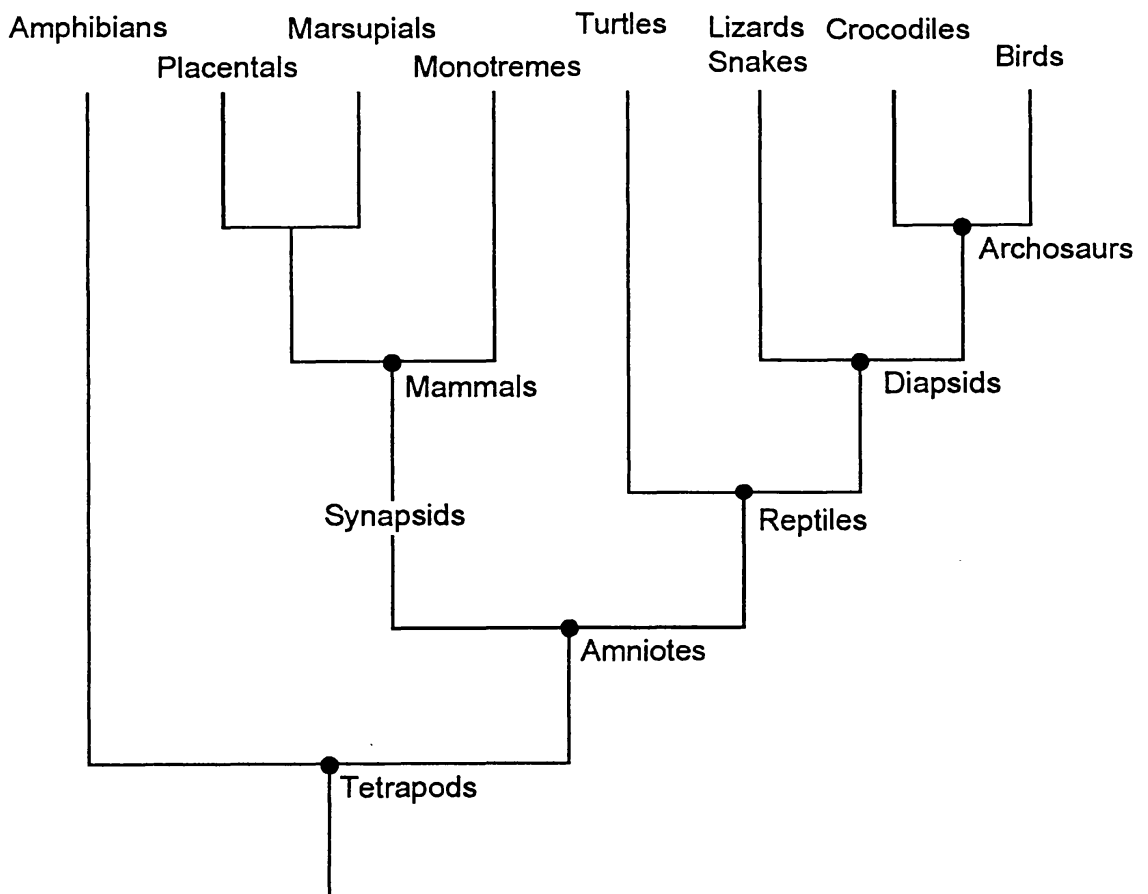 Amphibians
Placentals
Marsupials
Monotremes
Turtles
Lizards
Snakes
Crocodiles
Birds
Archosaurs
Diapsids
Mammals
Synapsids
Reptiles
Amniotes
Tetrapods